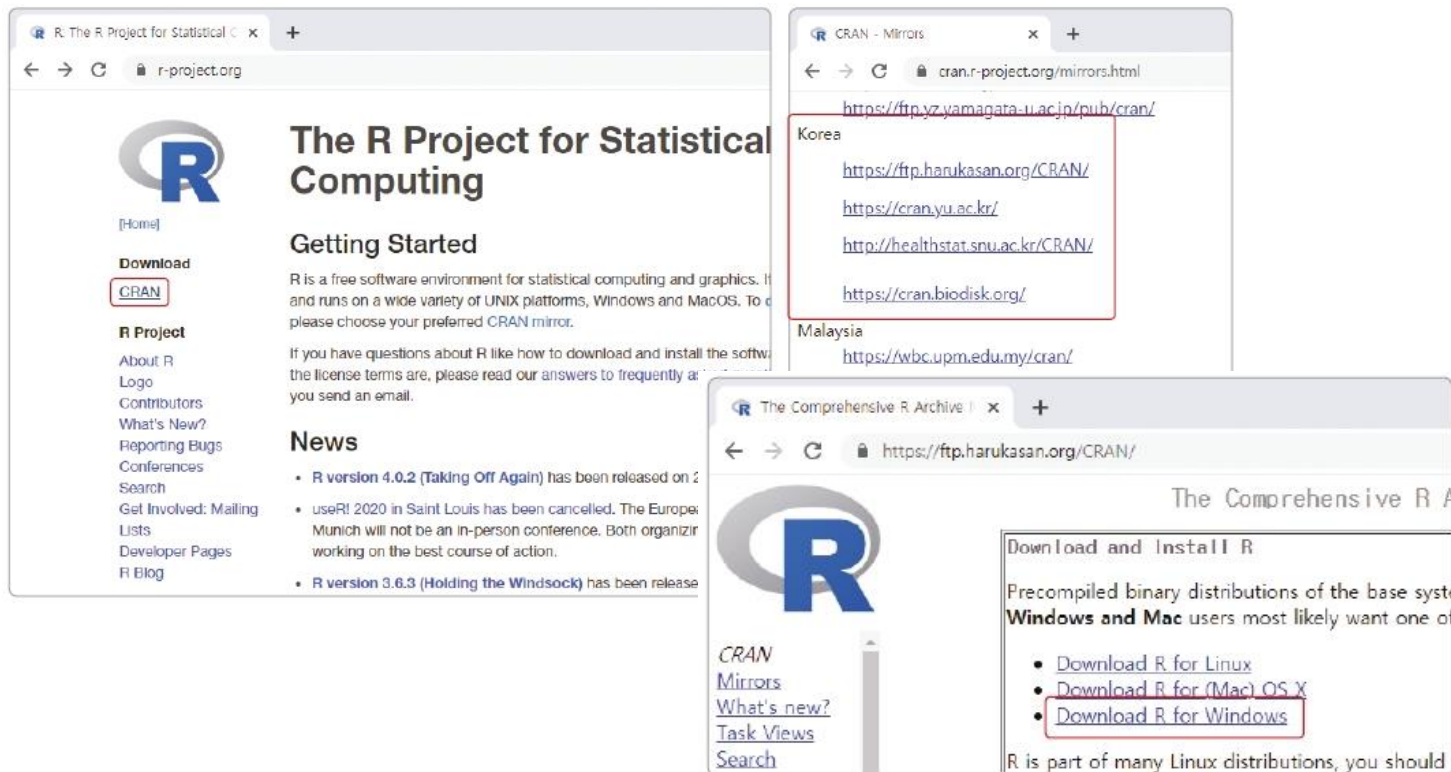 R: The R Project for Statistical C
r-project.org
R
[Home]
Download
CRAN
R Project
About R
Logo
Contributors
What's New?
Reporting Bugs
Conferences
Search
Get Involved: Mailing
Lists
Developer Pages
R Blog
The R Project for Statistical
Computing
Getting Started
R is a free software environment for statistical computing and graphics. It
and runs on a wide variety of UNIX platforms, Windows and MacOS. To
please choose your preferred CRAN mirror.
If you have questions about R like how to download and install the softwa
the license terms are, please read our answers to frequently
you send an email.
News
• R version 4.0.2 (Taking Off Again) has been released on 2
• useR! 2020 in Saint Louis has been cancelled. The Europea
Munich will not be an in-person conference. Both organizin
working on the best course of action.
• R version 3.6.3 (Holding the Windsock) has been release
CRAN - Mirrors
cran.r-project.org/mirrors.html
https://ftp.yz.yamagata-u.ac.jp/pub/cran/
Korea
https://ftp.harukasan.org/CRAN/
https://cran.yu.ac.kr/
http://healthstat.snu.ac.kr/CRAN/
https://cran.biodisk.org/
Malaysia
https://wbc.upm.edu.my/cran/
The Comprehensive R Archive
https://ftp.harukasan.org/CRAN/
R
CRAN
Mirrors
What's new?
Task Views
Search
The Comprehensive R A
Download and Install R
Precompiled binary distributions of the base syste
Windows and Mac users most likely want one of
• Download R for Linux
• Download R for (Mac) OS X
• Download R for Windows
R is part of many Linux distributions, you should